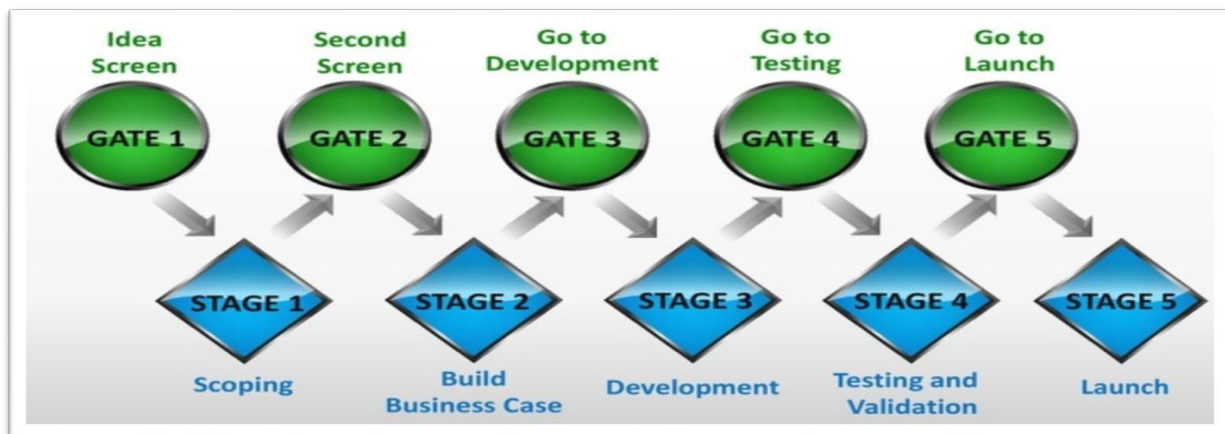 Idea
Screen
Second
Screen
Go to
Development
Go to
Testing
Go to
Launch
GATE 1
GATE 2
GATE 3
GATE 4
GATE 5
STAGE 1
STAGE 2
STAGE 3
STAGE 4
STAGE 5
Scoping
Build
Business Case
Development
Testing and
Validation
Launch